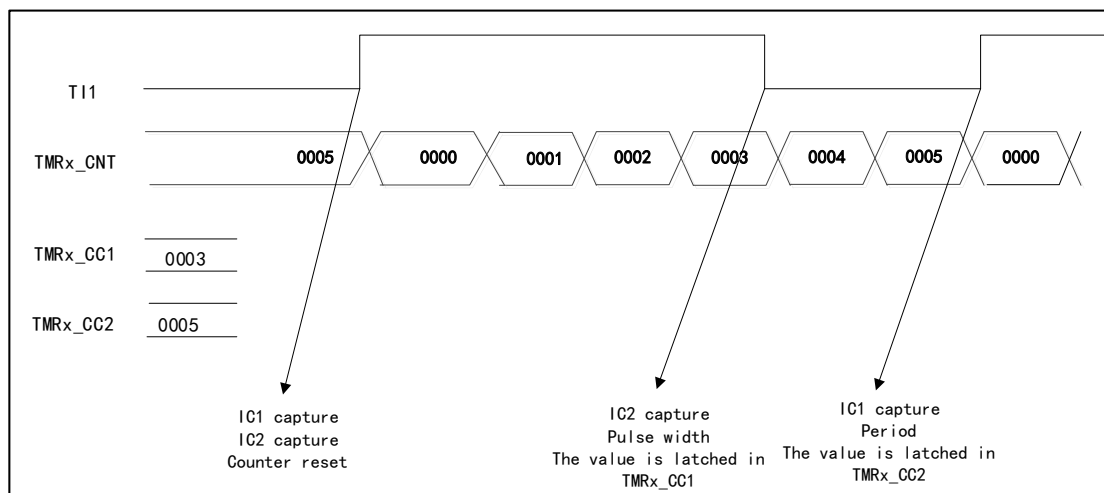 TI1
TMRx_CNT
0005 0000 0001 0002 0003 0004 0005 0000
TMRx_CC1
0003
TMRx_CC2
0005
IC1 capture
IC2 capture
Counter reset
IC2 capture
Pulse width
The value is latched in
TMRx_CC1
IC1 capture
Period
The value is latched in
TMRx_CC2